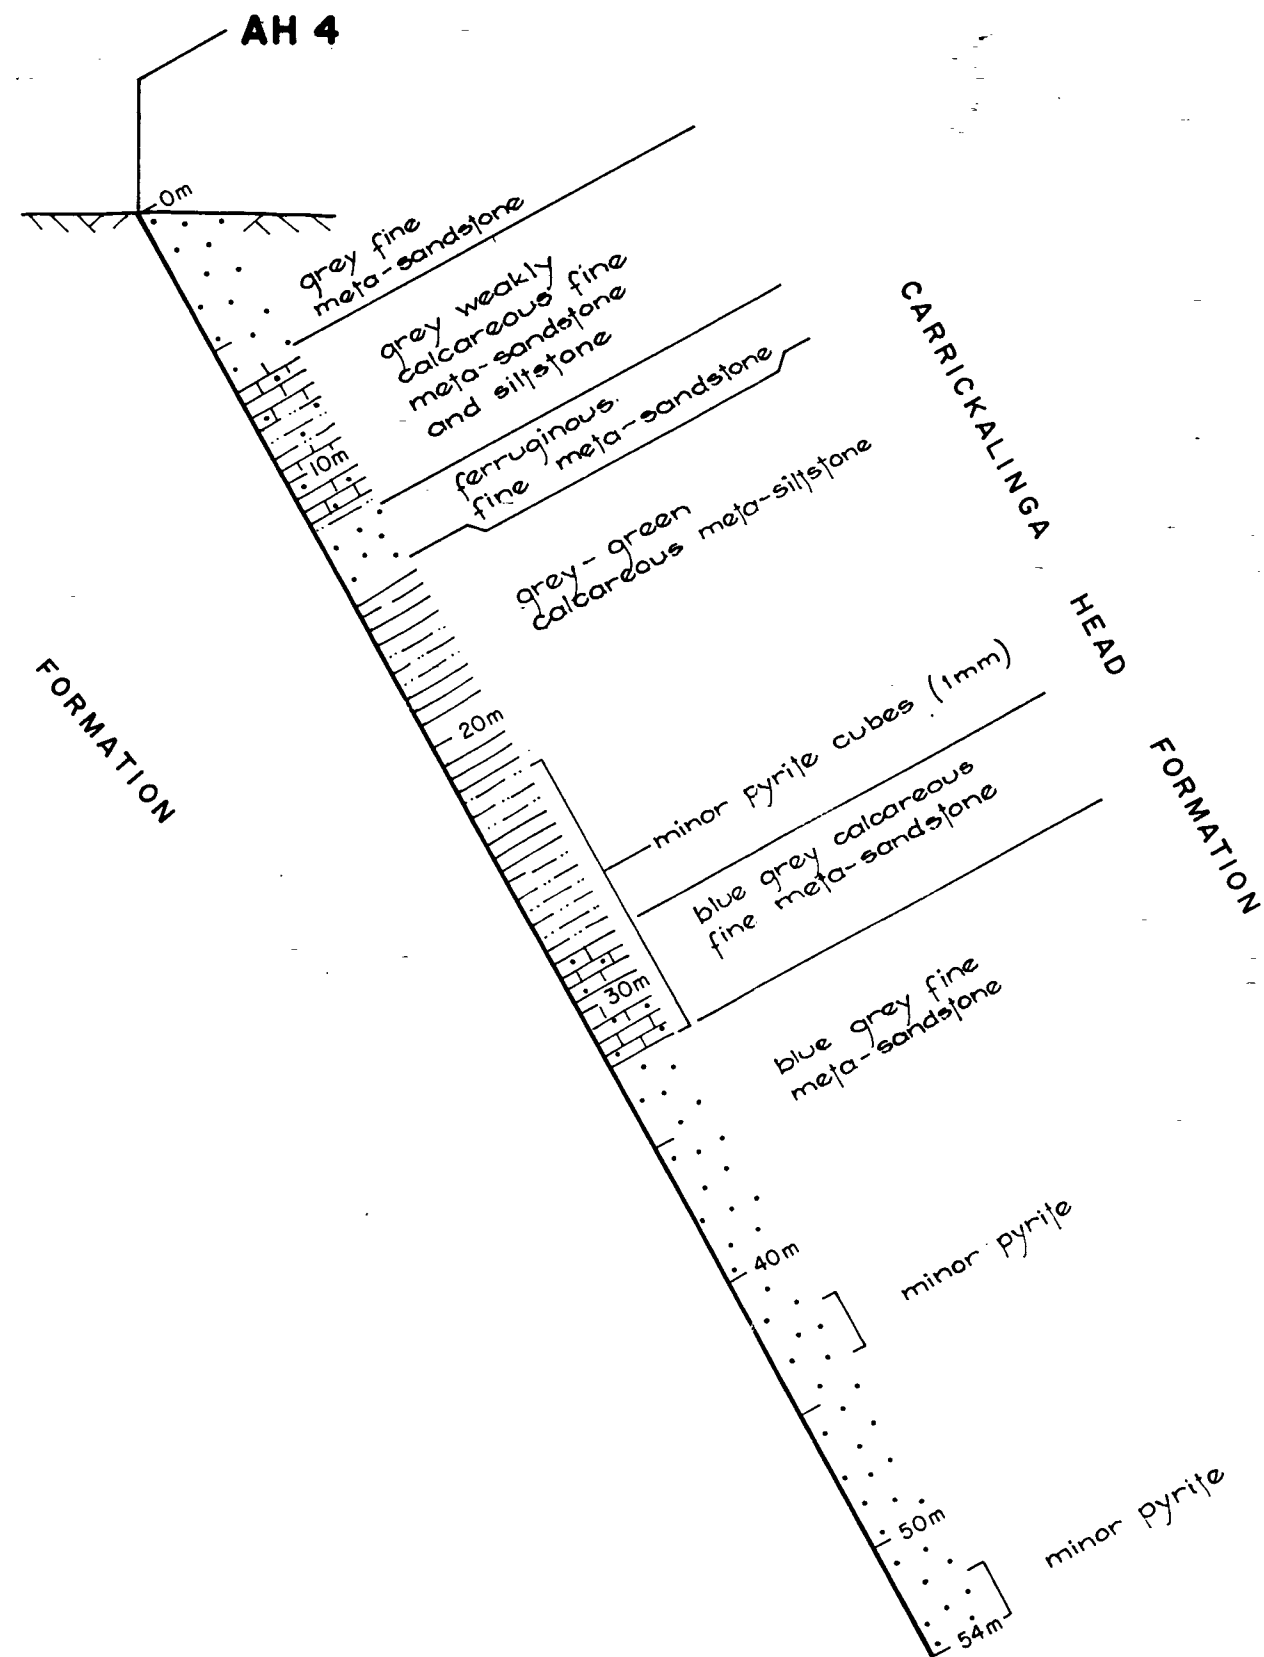 AH 4
0m
grey fine
meta-sandstone
grey weakly
calcareous fine
meta-sandstone
and siltstone
10m
ferruginous
fine meta-sandstone
grey-green
calcareous meta-siltstone
20m
minor pyrite cubes (1mm)
blue grey calcareous
fine meta-sandstone
30m
blue grey fine
meta-sandstone
40m
minor pyrite
50m
minor pyrite
54m
FORMATION
CARRICKALINGA HEAD FORMATION